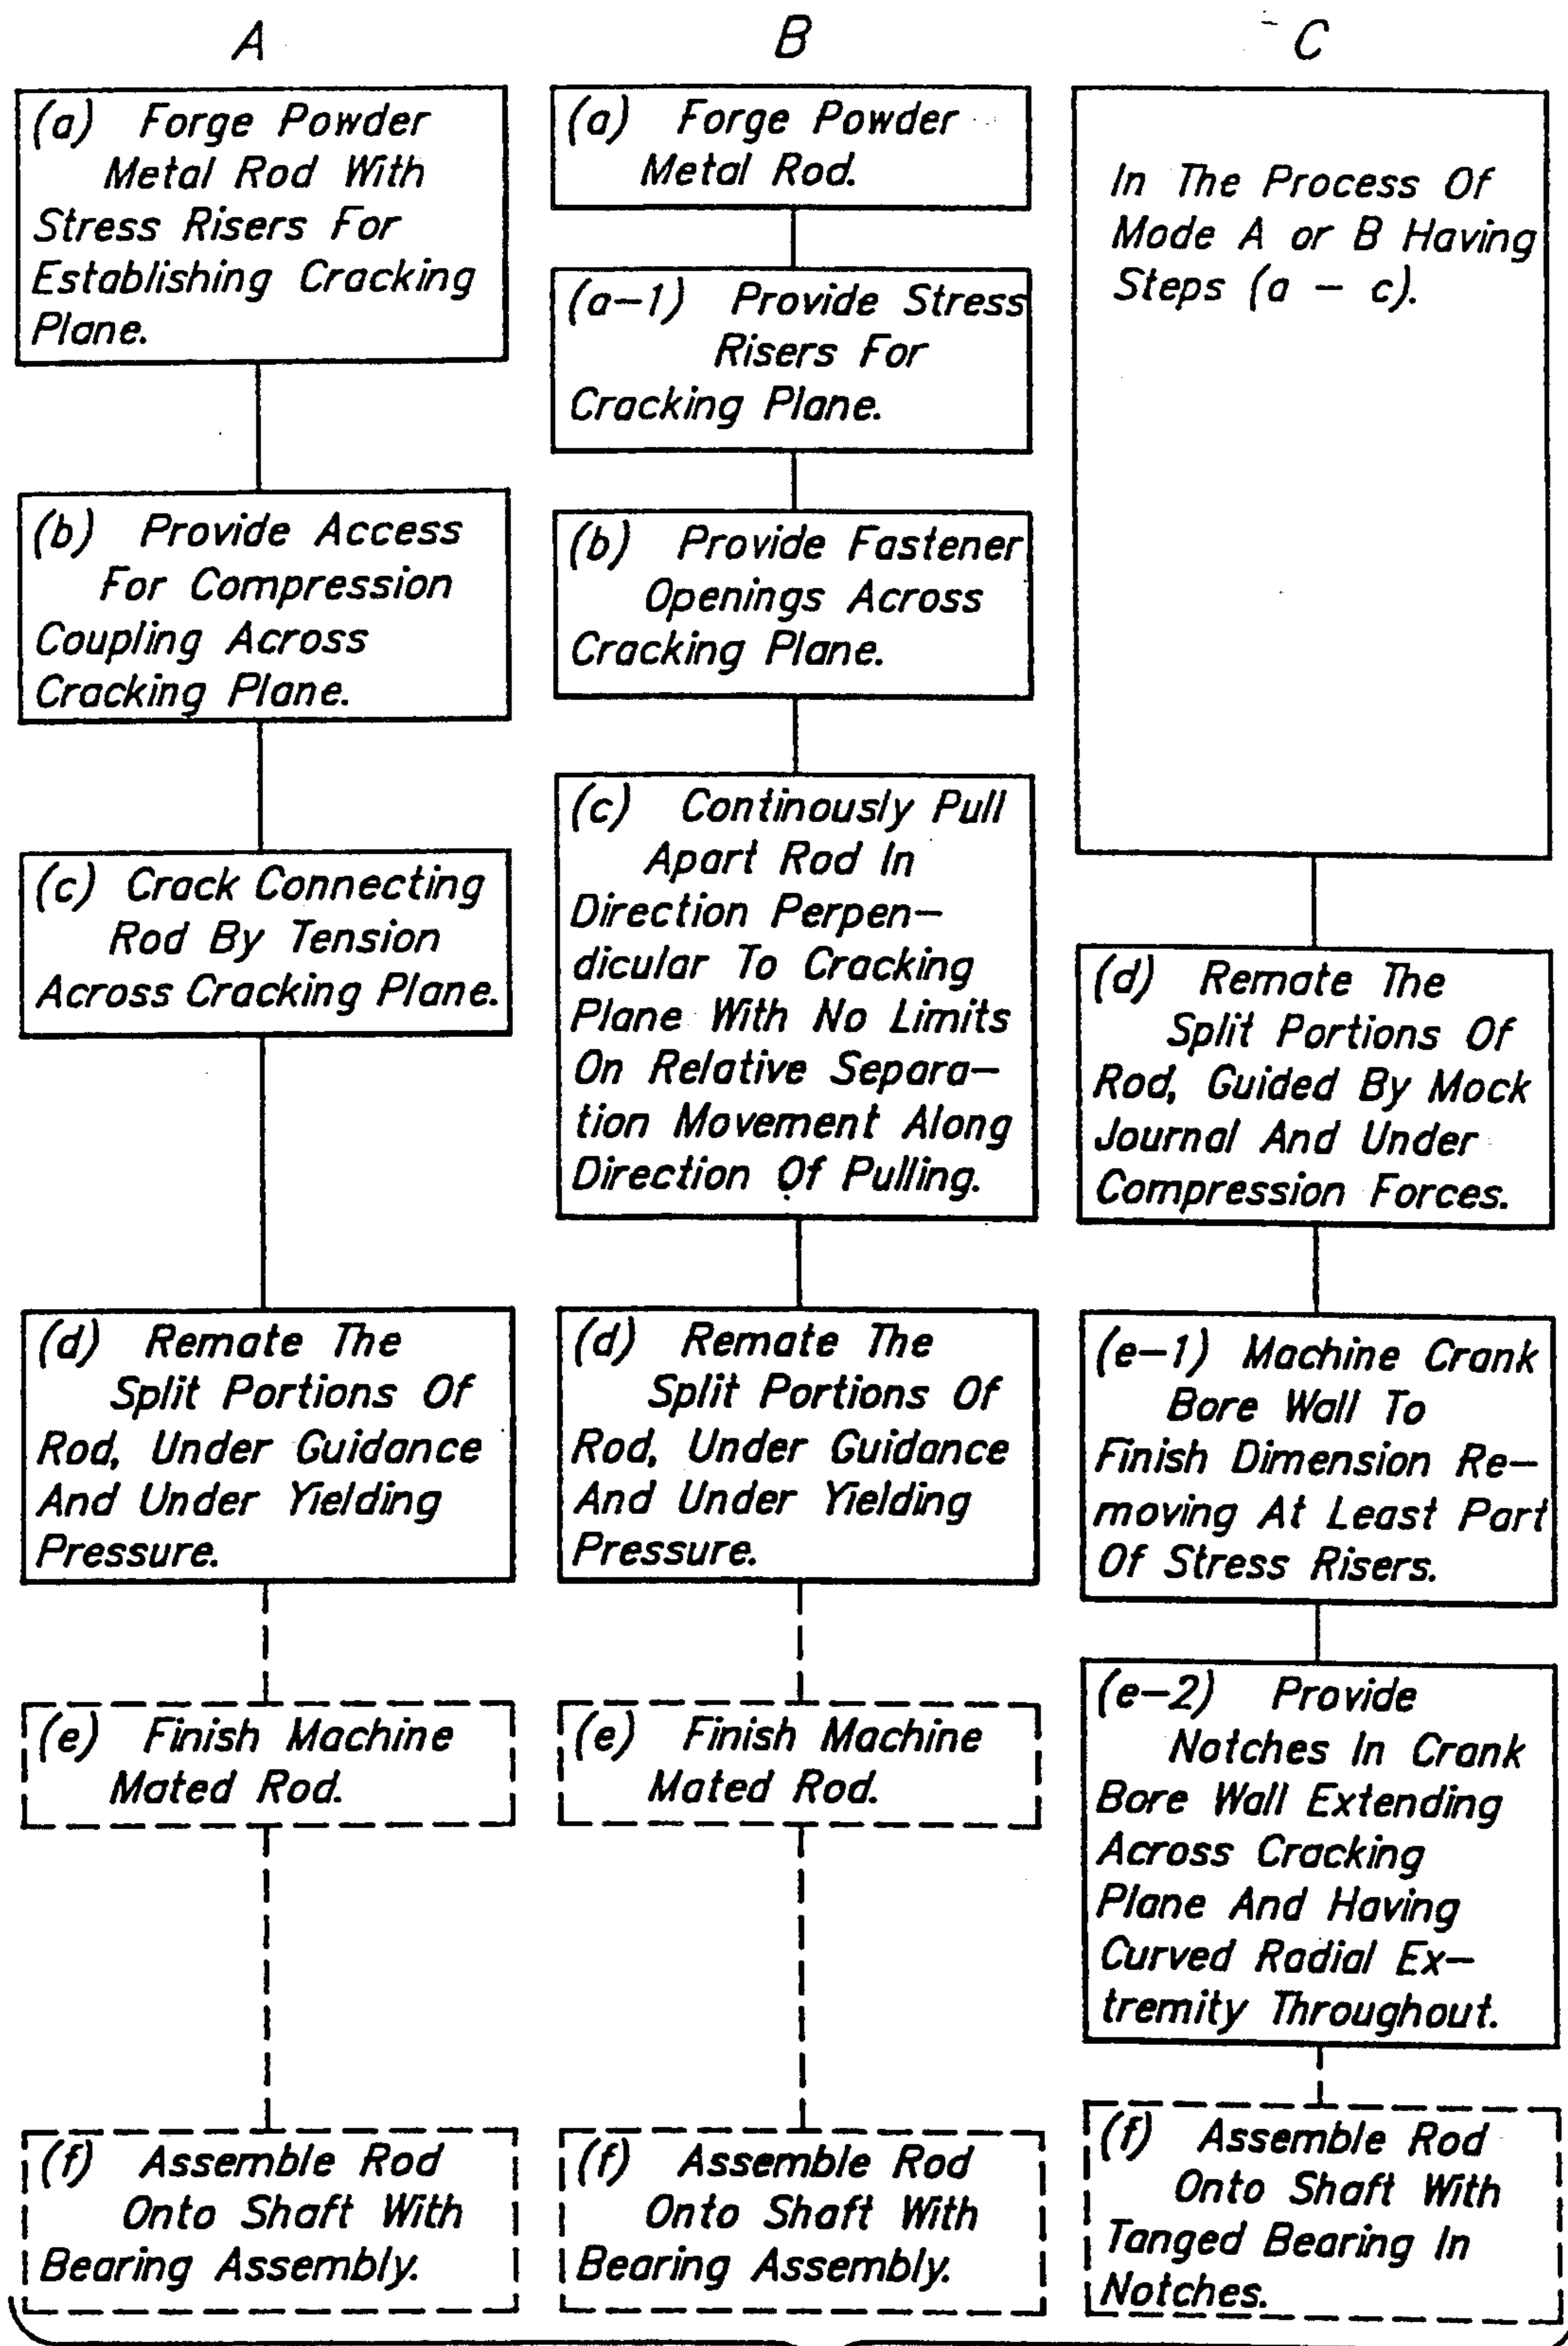 A
(a) Forge Powder
Metal Rod With
Stress Risers For
Establishing Cracking
Plane.
(b) Provide Access
For Compression
Coupling Across
Cracking Plane.
(c) Crack Connecting
Rod By Tension
Across Cracking Plane.
(d) Remate The
Split Portions Of
Rod, Under Guidance
And Under Yielding
Pressure.
(e) Finish Machine
Mated Rod.
(f) Assemble Rod
Onto Shaft With
Bearing Assembly.
B
(a) Forge Powder
Metal Rod.
(a-1) Provide Stress
Risers For
Cracking Plane.
(b) Provide Fastener
Openings Across
Cracking Plane.
(c) Continously Pull
Apart Rod In
Direction Perpen-
dicular To Cracking
Plane With No Limits
On Relative Separa-
tion Movement Along
Direction Of Pulling.
(d) Remate The
Split Portions Of
Rod, Under Guidance
And Under Yielding
Pressure.
(e) Finish Machine
Mated Rod.
(f) Assemble Rod
Onto Shaft With
Bearing Assembly.
C
In The Process Of
Mode A or B Having
Steps (a - c).
(d) Remate The
Split Portions Of
Rod, Guided By Mock
Journal And Under
Compression Forces.
(e-1) Machine Crank
Bore Wall To
Finish Dimension Re-
moving At Least Part
Of Stress Risers.
(e-2) Provide
Notches In Crank
Bore Wall Extending
Across Cracking
Plane And Having
Curved Radial Ex-
tremity Throughout.
(f) Assemble Rod
Onto Shaft With
Tanged Bearing In
Notches.